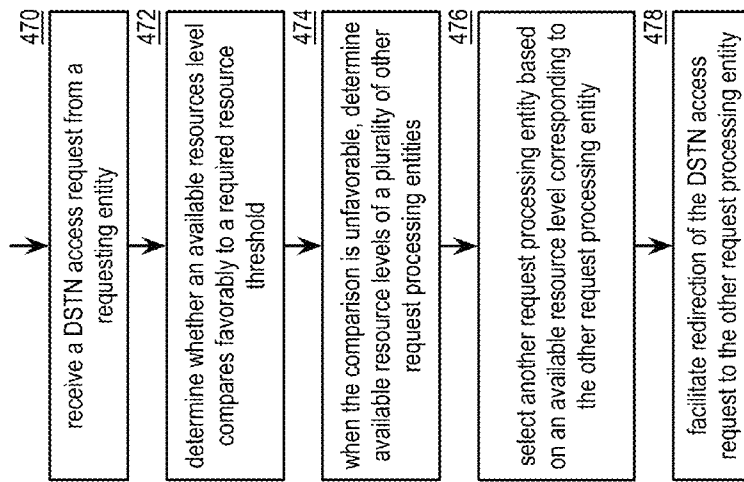 470
receive a DSTN access request from a
requesting entity
472
determine whether an available resources level
compares favorably to a required resource
threshold
474
when the comparison is unfavorable, determine
available resource levels of a plurality of other
request processing entities
476
select another request processing entity based
on an available resource level corresponding to
the other request processing entity
478
facilitate redirection of the DSTN access
request to the other request processing entity